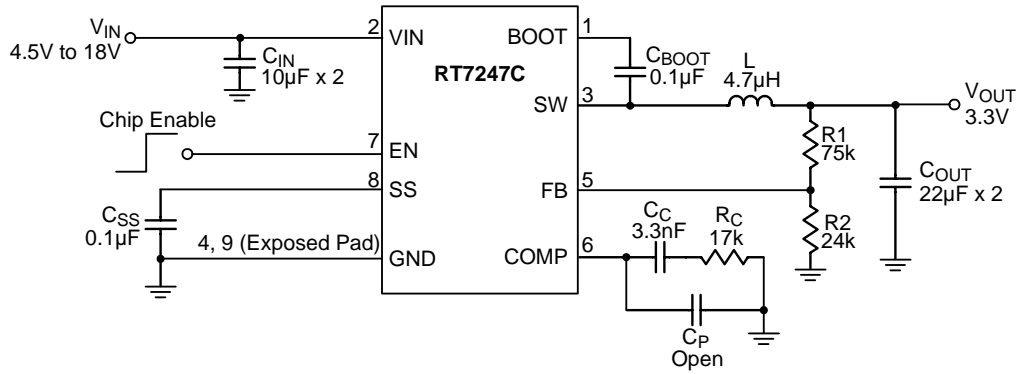 VIN
4.5V to 18V
CIN
10µF x 2
2
VIN
RT7247C
BOOT
1
CBOOT
0.1µF
SW
3
L
4.7µH
VOUT
3.3V
R1
75k
COUT
22µF x 2
Chip Enable
7
EN
8
SS
CSS
0.1µF
4, 9 (Exposed Pad)
GND
FB
5
R2
24k
COMP
6
CC
3.3nF
RC
17k
CP
Open